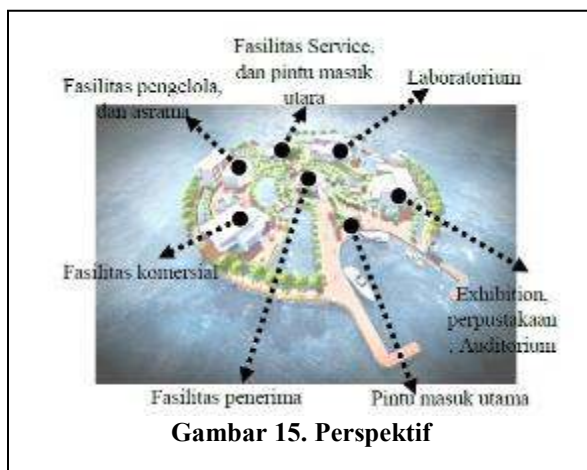 Fasilitas Service,
dan pintu masuk
utara
Laboratorium
Fasilitas pengelola,
dan asrama
Fasilitas komersial
Exhibition,
perpustakaan
, Auditorium
Fasilitas penerima
Pintu masuk utama
Gambar 15. Perspektif